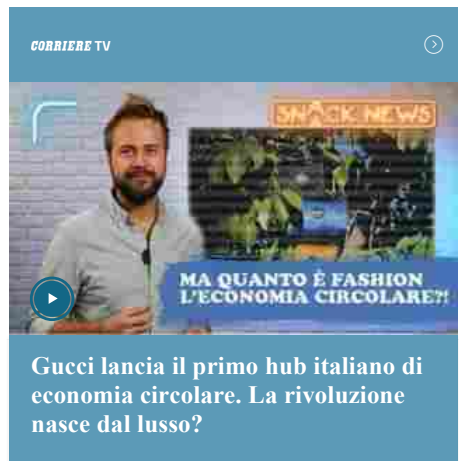 CORRIERE TV
SNACK NEWS
MA QUANTO È FASHION
L'ECONOMIA CIRCOLARE?!
Gucci lancia il primo hub italiano di
economia circolare. La rivoluzione
nasce dal lusso?